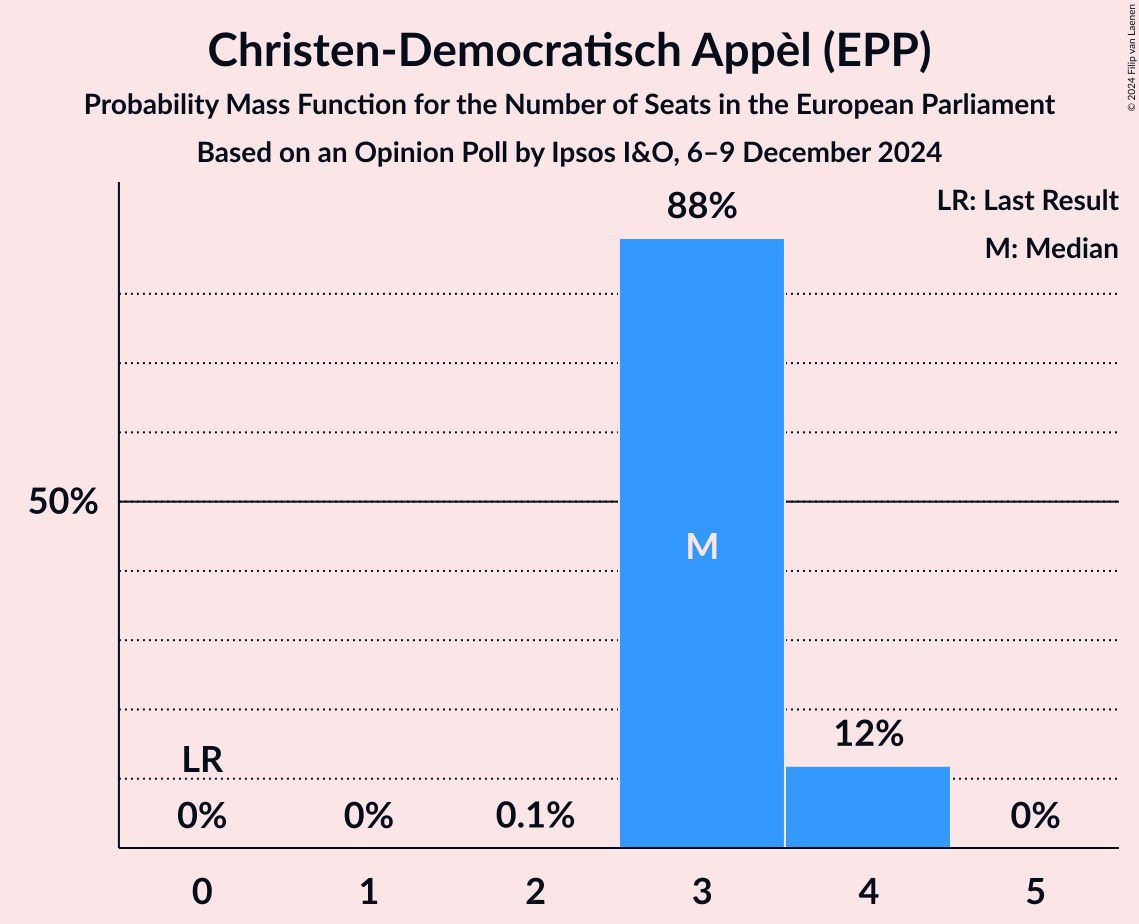 Christen-Democratisch Appèl (EPP)
Probability Mass Function for the Number of Seats in the European Parliament
Based on an Opinion Poll by Ipsos I&O, 6–9 December 2024
© 2024 Filip van Laenen
LR: Last Result
M: Median
88%
50%
M
12%
LR
0% 0% 0.1% 0%
0 1 2 3 4 5